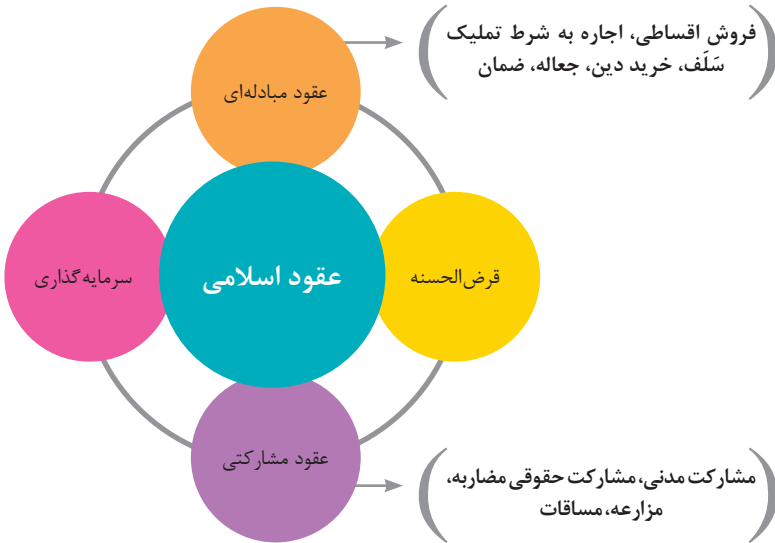 فروش اقساطی، اجاره به شرط تملیک
سَلَف، خرید دین، جعاله، ضمان
عقود مبادله‌ای
قرض‌الحسنه
عقود اسلامی
سرمایه‌گذاری
عقود مشارکتی
مشارکت مدنی، مشارکت حقوقی مضاربه،
مزارعه، مساقات